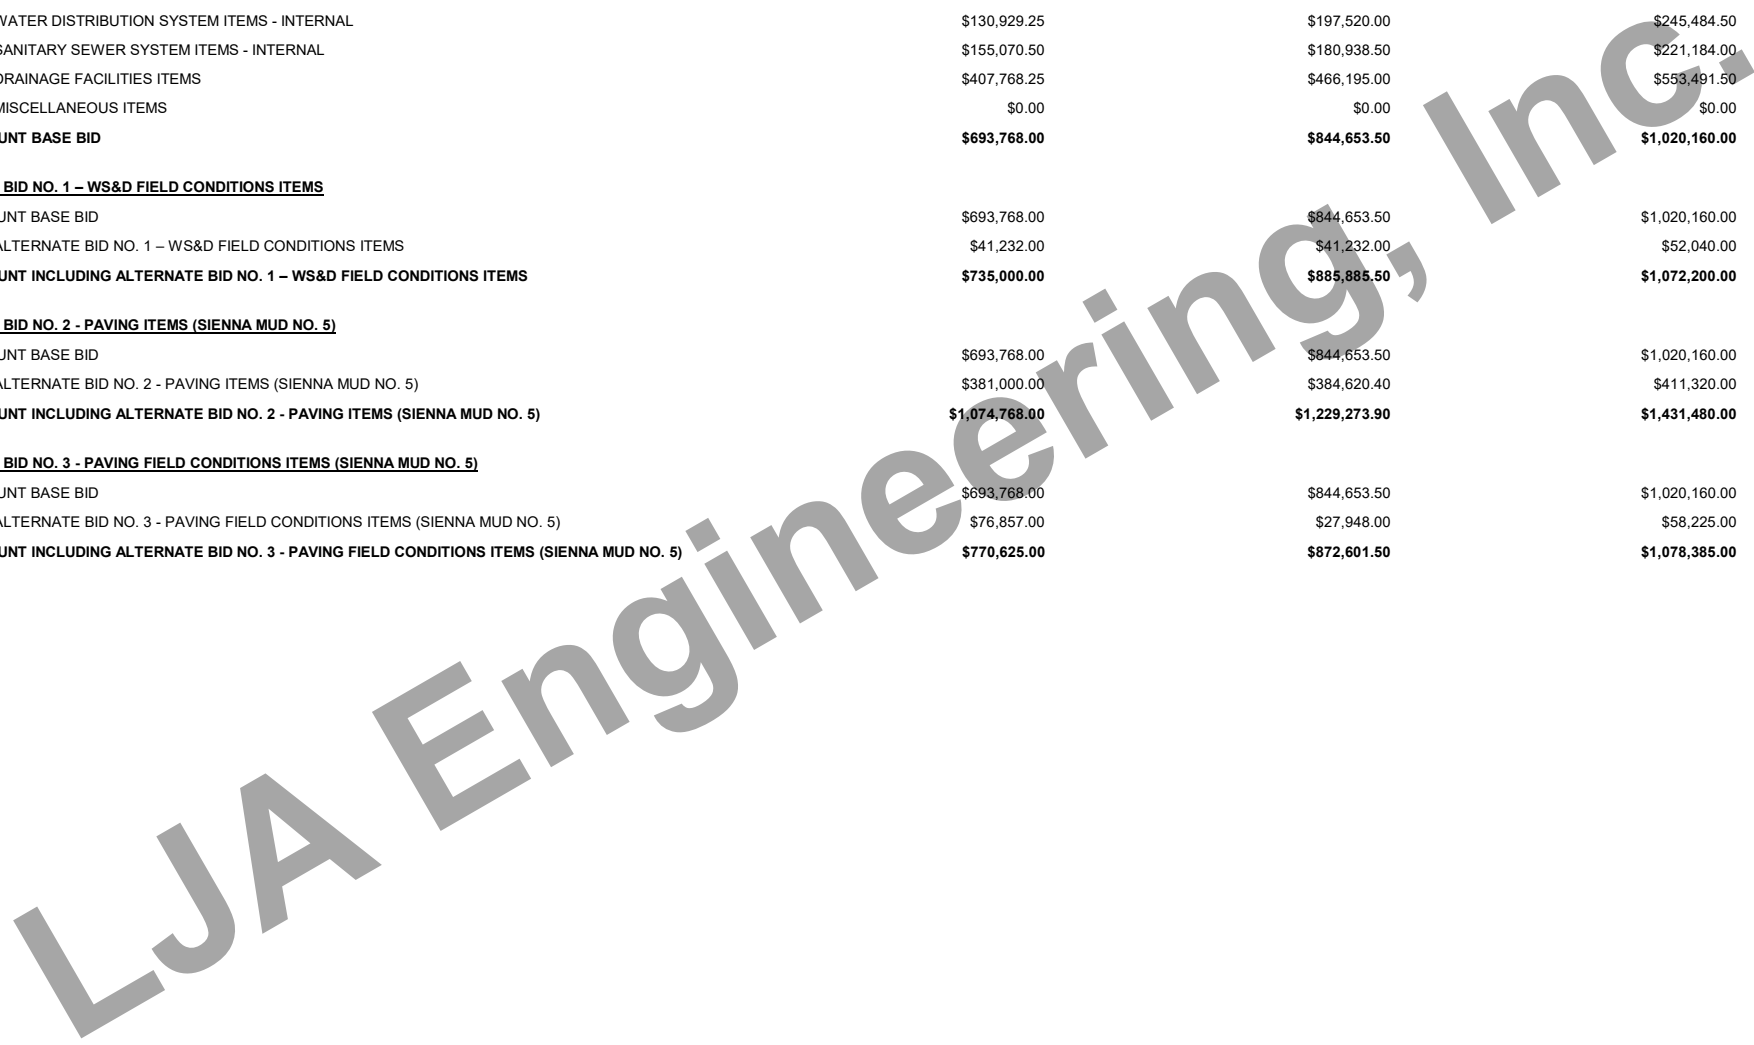 WATER DISTRIBUTION SYSTEM ITEMS - INTERNAL $130,929.25 $197,520.00 $245,484.50
SANITARY SEWER SYSTEM ITEMS - INTERNAL $155,070.50 $180,938.50 $221,184.00
DRAINAGE FACILITIES ITEMS $407,768.25 $466,195.00 $553,491.50
MISCELLANEOUS ITEMS $0.00 $0.00 $0.00
UNT BASE BID $693,768.00 $844,653.50 $1,020,160.00
BID NO. 1 – WS&D FIELD CONDITIONS ITEMS
UNT BASE BID $693,768.00 $844,653.50 $1,020,160.00
ALTERNATE BID NO. 1 – WS&D FIELD CONDITIONS ITEMS $41,232.00 $41,232.00 $52,040.00
UNT INCLUDING ALTERNATE BID NO. 1 – WS&D FIELD CONDITIONS ITEMS $735,000.00 $885,885.50 $1,072,200.00
BID NO. 2 - PAVING ITEMS (SIENNA MUD NO. 5)
UNT BASE BID $693,768.00 $844,653.50 $1,020,160.00
ALTERNATE BID NO. 2 - PAVING ITEMS (SIENNA MUD NO. 5) $381,000.00 $384,620.40 $411,320.00
UNT INCLUDING ALTERNATE BID NO. 2 - PAVING ITEMS (SIENNA MUD NO. 5) $1,074,768.00 $1,229,273.90 $1,431,480.00
BID NO. 3 - PAVING FIELD CONDITIONS ITEMS (SIENNA MUD NO. 5)
UNT BASE BID $693,768.00 $844,653.50 $1,020,160.00
ALTERNATE BID NO. 3 - PAVING FIELD CONDITIONS ITEMS (SIENNA MUD NO. 5) $76,857.00 $27,948.00 $58,225.00
UNT INCLUDING ALTERNATE BID NO. 3 - PAVING FIELD CONDITIONS ITEMS (SIENNA MUD NO. 5) $770,625.00 $872,601.50 $1,078,385.00
LJA Engineering, Inc.